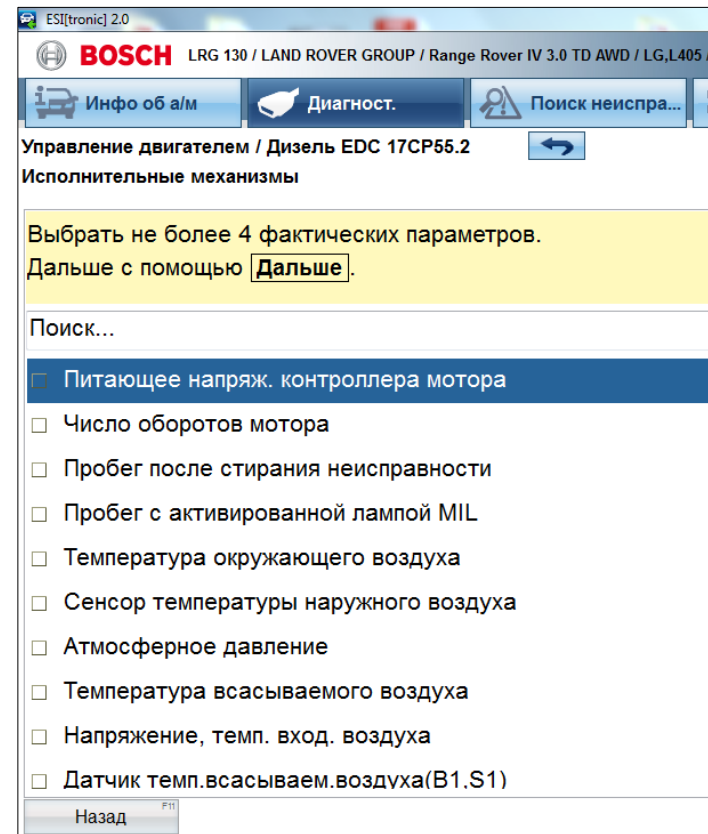 ESI[tronic] 2.0
BOSCH LRG 130 / LAND ROVER GROUP / Range Rover IV 3.0 TD AWD / LG,L405 /
Инфо об а/м Диагност. Поиск неиспра...
Управление двигателем / Дизель EDC 17CP55.2
Исполнительные механизмы
Выбрать не более 4 фактических параметров.
Дальше с помощью Дальше.
Поиск...
Питающее напряж. контроллера мотора
Число оборотов мотора
Пробег после стирания неисправности
Пробег с активированной лампой MIL
Температура окружающего воздуха
Сенсор температуры наружного воздуха
Атмосферное давление
Температура всасываемого воздуха
Напряжение, темп. вход. воздуха
Датчик темп.всасываем.воздуха(B1,S1)
Назад F11